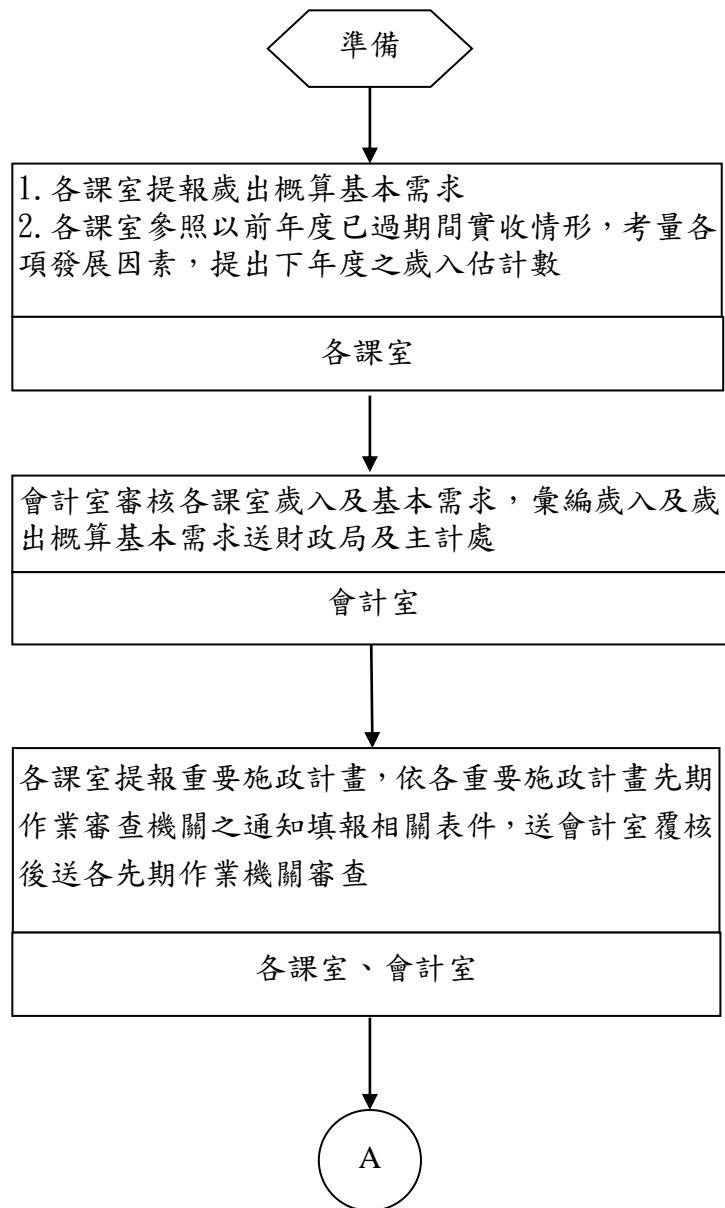 準備
1.各課室提報歲出概算基本需求
2.各課室參照以前年度已過期間實收情形，考量各
項發展因素，提出下年度之歲入估計數
各課室
會計室審核各課室歲入及基本需求，彙編歲入及歲
出概算基本需求送財政局及主計處
會計室
各課室提報重要施政計畫，依各重要施政計畫先期
作業審查機關之通知填報相關表件，送會計室覆核
後送各先期作業機關審查
各課室、會計室
A